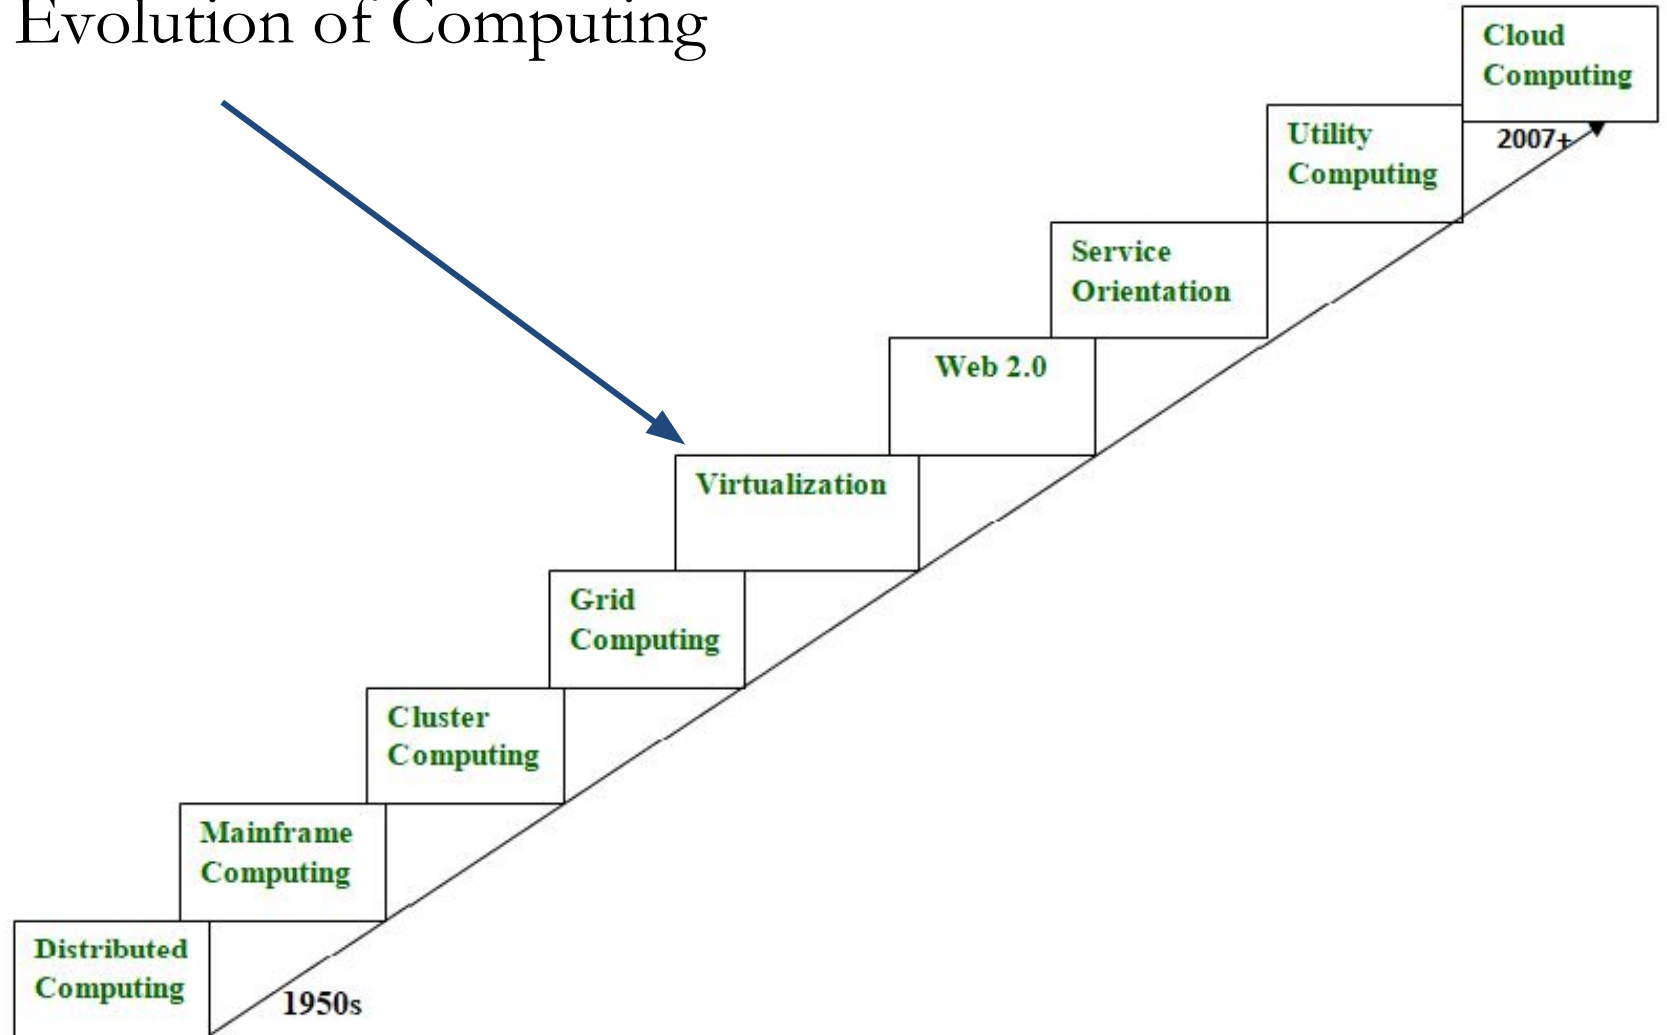 Evolution of Computing
Cloud
Computing
2007+
Utility
Computing
Service
Orientation
Web 2.0
Virtualization
Grid
Computing
Cluster
Computing
Mainframe
Computing
Distributed
Computing
1950s